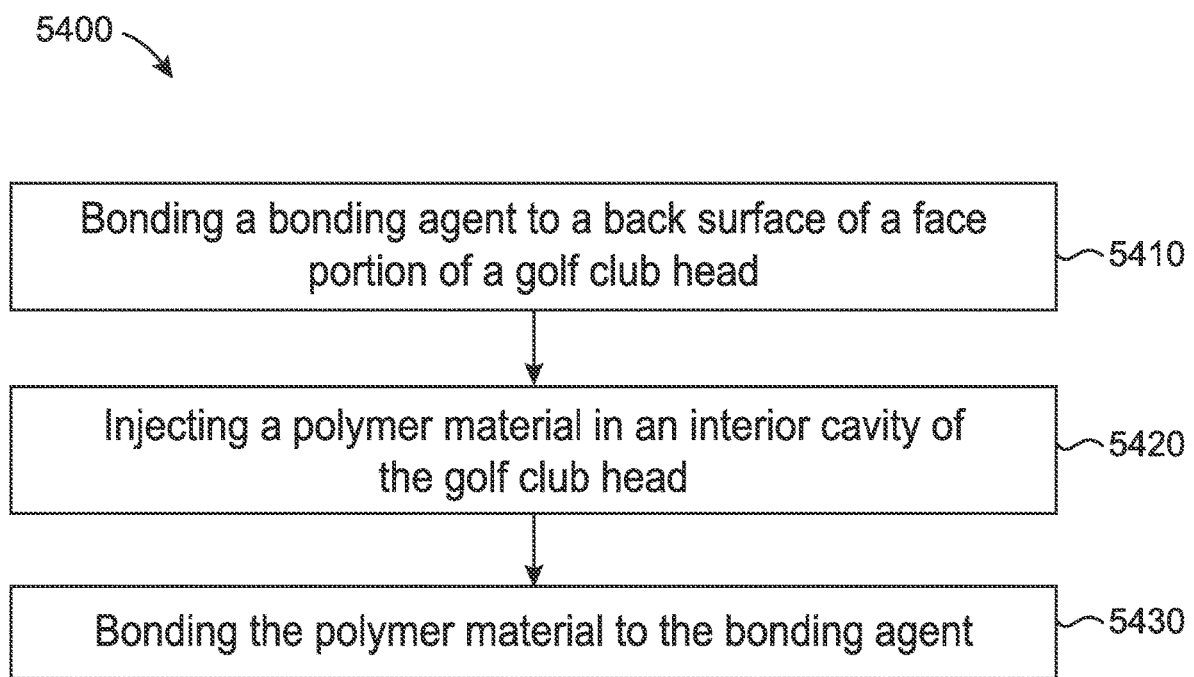 5400
Bonding a bonding agent to a back surface of a face
portion of a golf club head
5410
Injecting a polymer material in an interior cavity of
the golf club head
5420
Bonding the polymer material to the bonding agent
5430